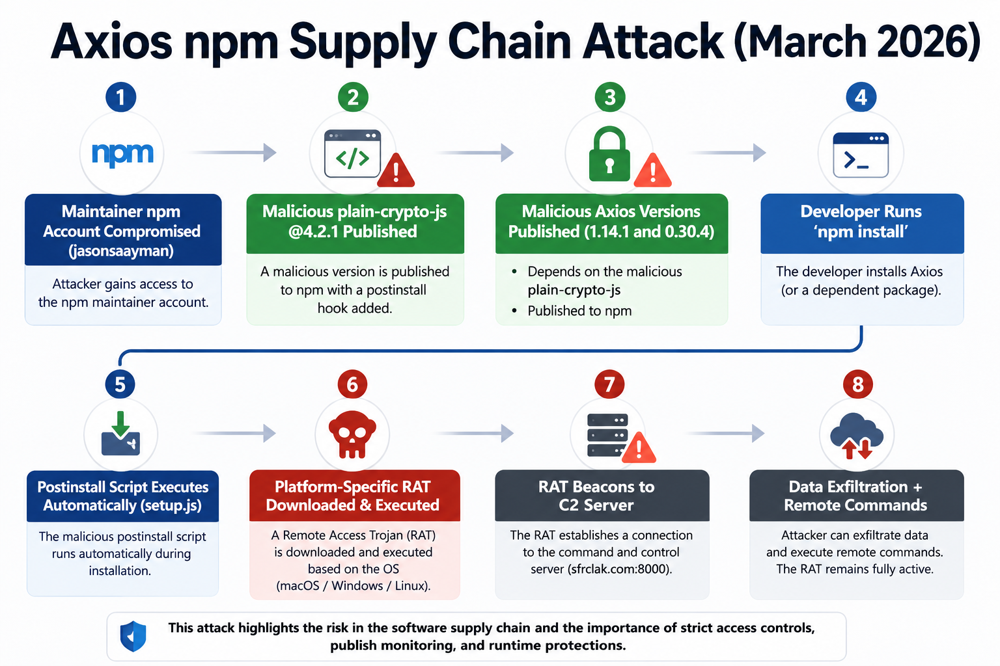 Axios npm Supply Chain Attack (March 2026)
1
2
3
4
npm
</>
!
!
>_
Maintainer npm
Account Compromised
(jasonsaayman)
Attacker gains access to
the npm maintainer account.
Malicious plain-crypto-js
@4.2.1 Published
A malicious version is published
to npm with a postinstall
hook added.
Malicious Axios Versions
Published (1.14.1 and 0.30.4)
• Depends on the malicious
plain-crypto-js
• Published to npm
Developer Runs
‘npm install’
The developer installs Axios
(or a dependent package).
5
6
7
8
!
Postinstall Script Executes
Automatically (setup.js)
The malicious postinstall script
runs automatically during
installation.
Platform-Specific RAT
Downloaded & Executed
A Remote Access Trojan (RAT)
is downloaded and executed
based on the OS
(macOS / Windows / Linux).
RAT Beacons to
C2 Server
The RAT establishes a connection
to the command and control
server (sfrclak.com:8000).
Data Exfiltration +
Remote Commands
Attacker can exfiltrate data
and execute remote commands.
The RAT remains fully active.
This attack highlights the risk in the software supply chain and the importance of strict access controls,
publish monitoring, and runtime protections.